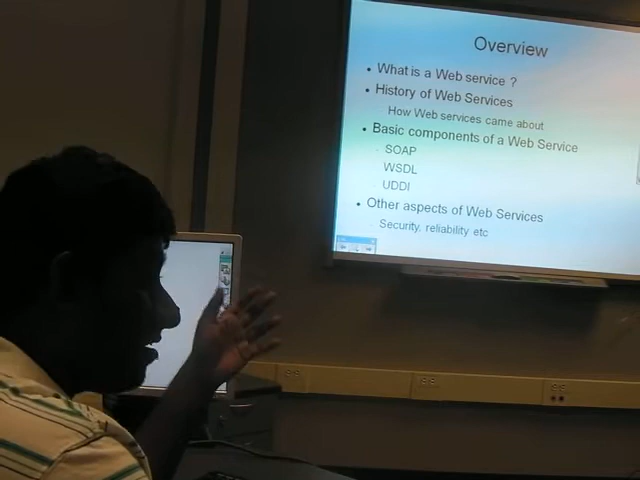 Overview
• What is a Web service ?
• History of Web Services
How Web services came about
• Basic components of a Web Service
SOAP
WSDL
UDDI
• Other aspects of Web Services
Security, reliability etc